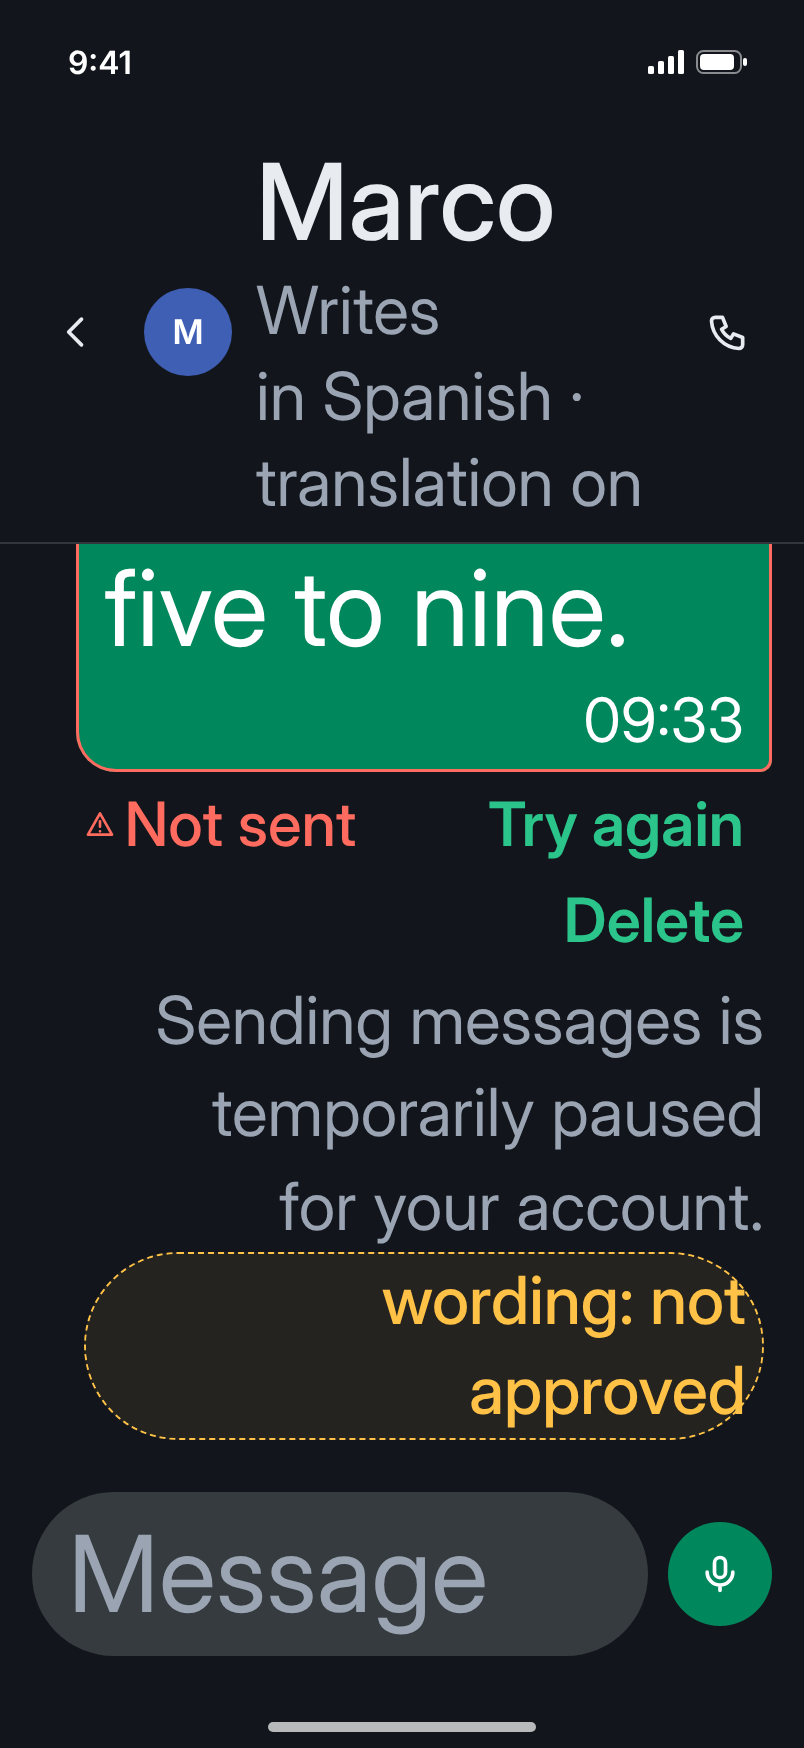 9:41
Marco
M
Writes
in Spanish ·
translation on
five to nine.
09:33
Not sent
Try again
Delete
Sending messages is
temporarily paused
for your account.
wording: not
approved
Message